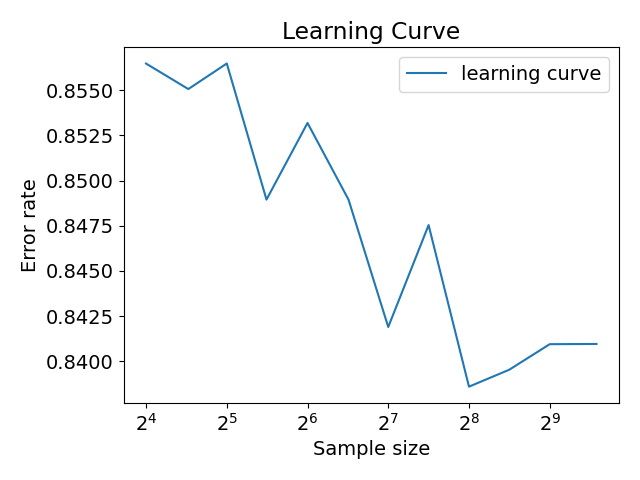 Learning Curve
learning curve
0.8550
0.8525
0.8500
0.8475
0.8450
0.8425
0.8400
Error rate
2⁴ 2⁵ 2⁶ 2⁷ 2⁸ 2⁹
Sample size